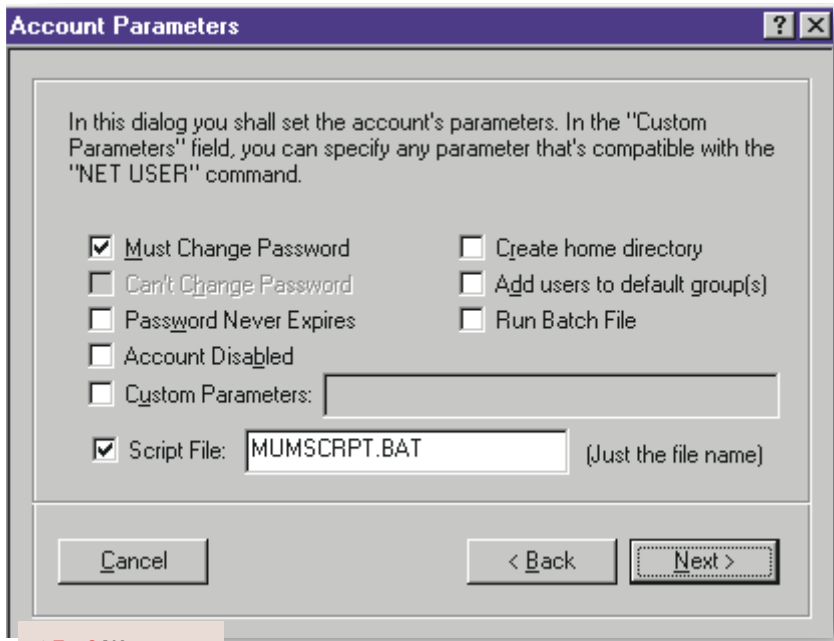 Account Parameters
In this dialog you shall set the account's parameters. In the "Custom
Parameters" field, you can specify any parameter that's compatible with the
"NET USER" command.
Must Change Password
Can't Change Password
Password Never Expires
Account Disabled
Custom Parameters:
Script File: MUMSCRPT.BAT (Just the file name)
Create home directory
Add users to default group(s)
Run Batch File
Cancel
< Back
Next >